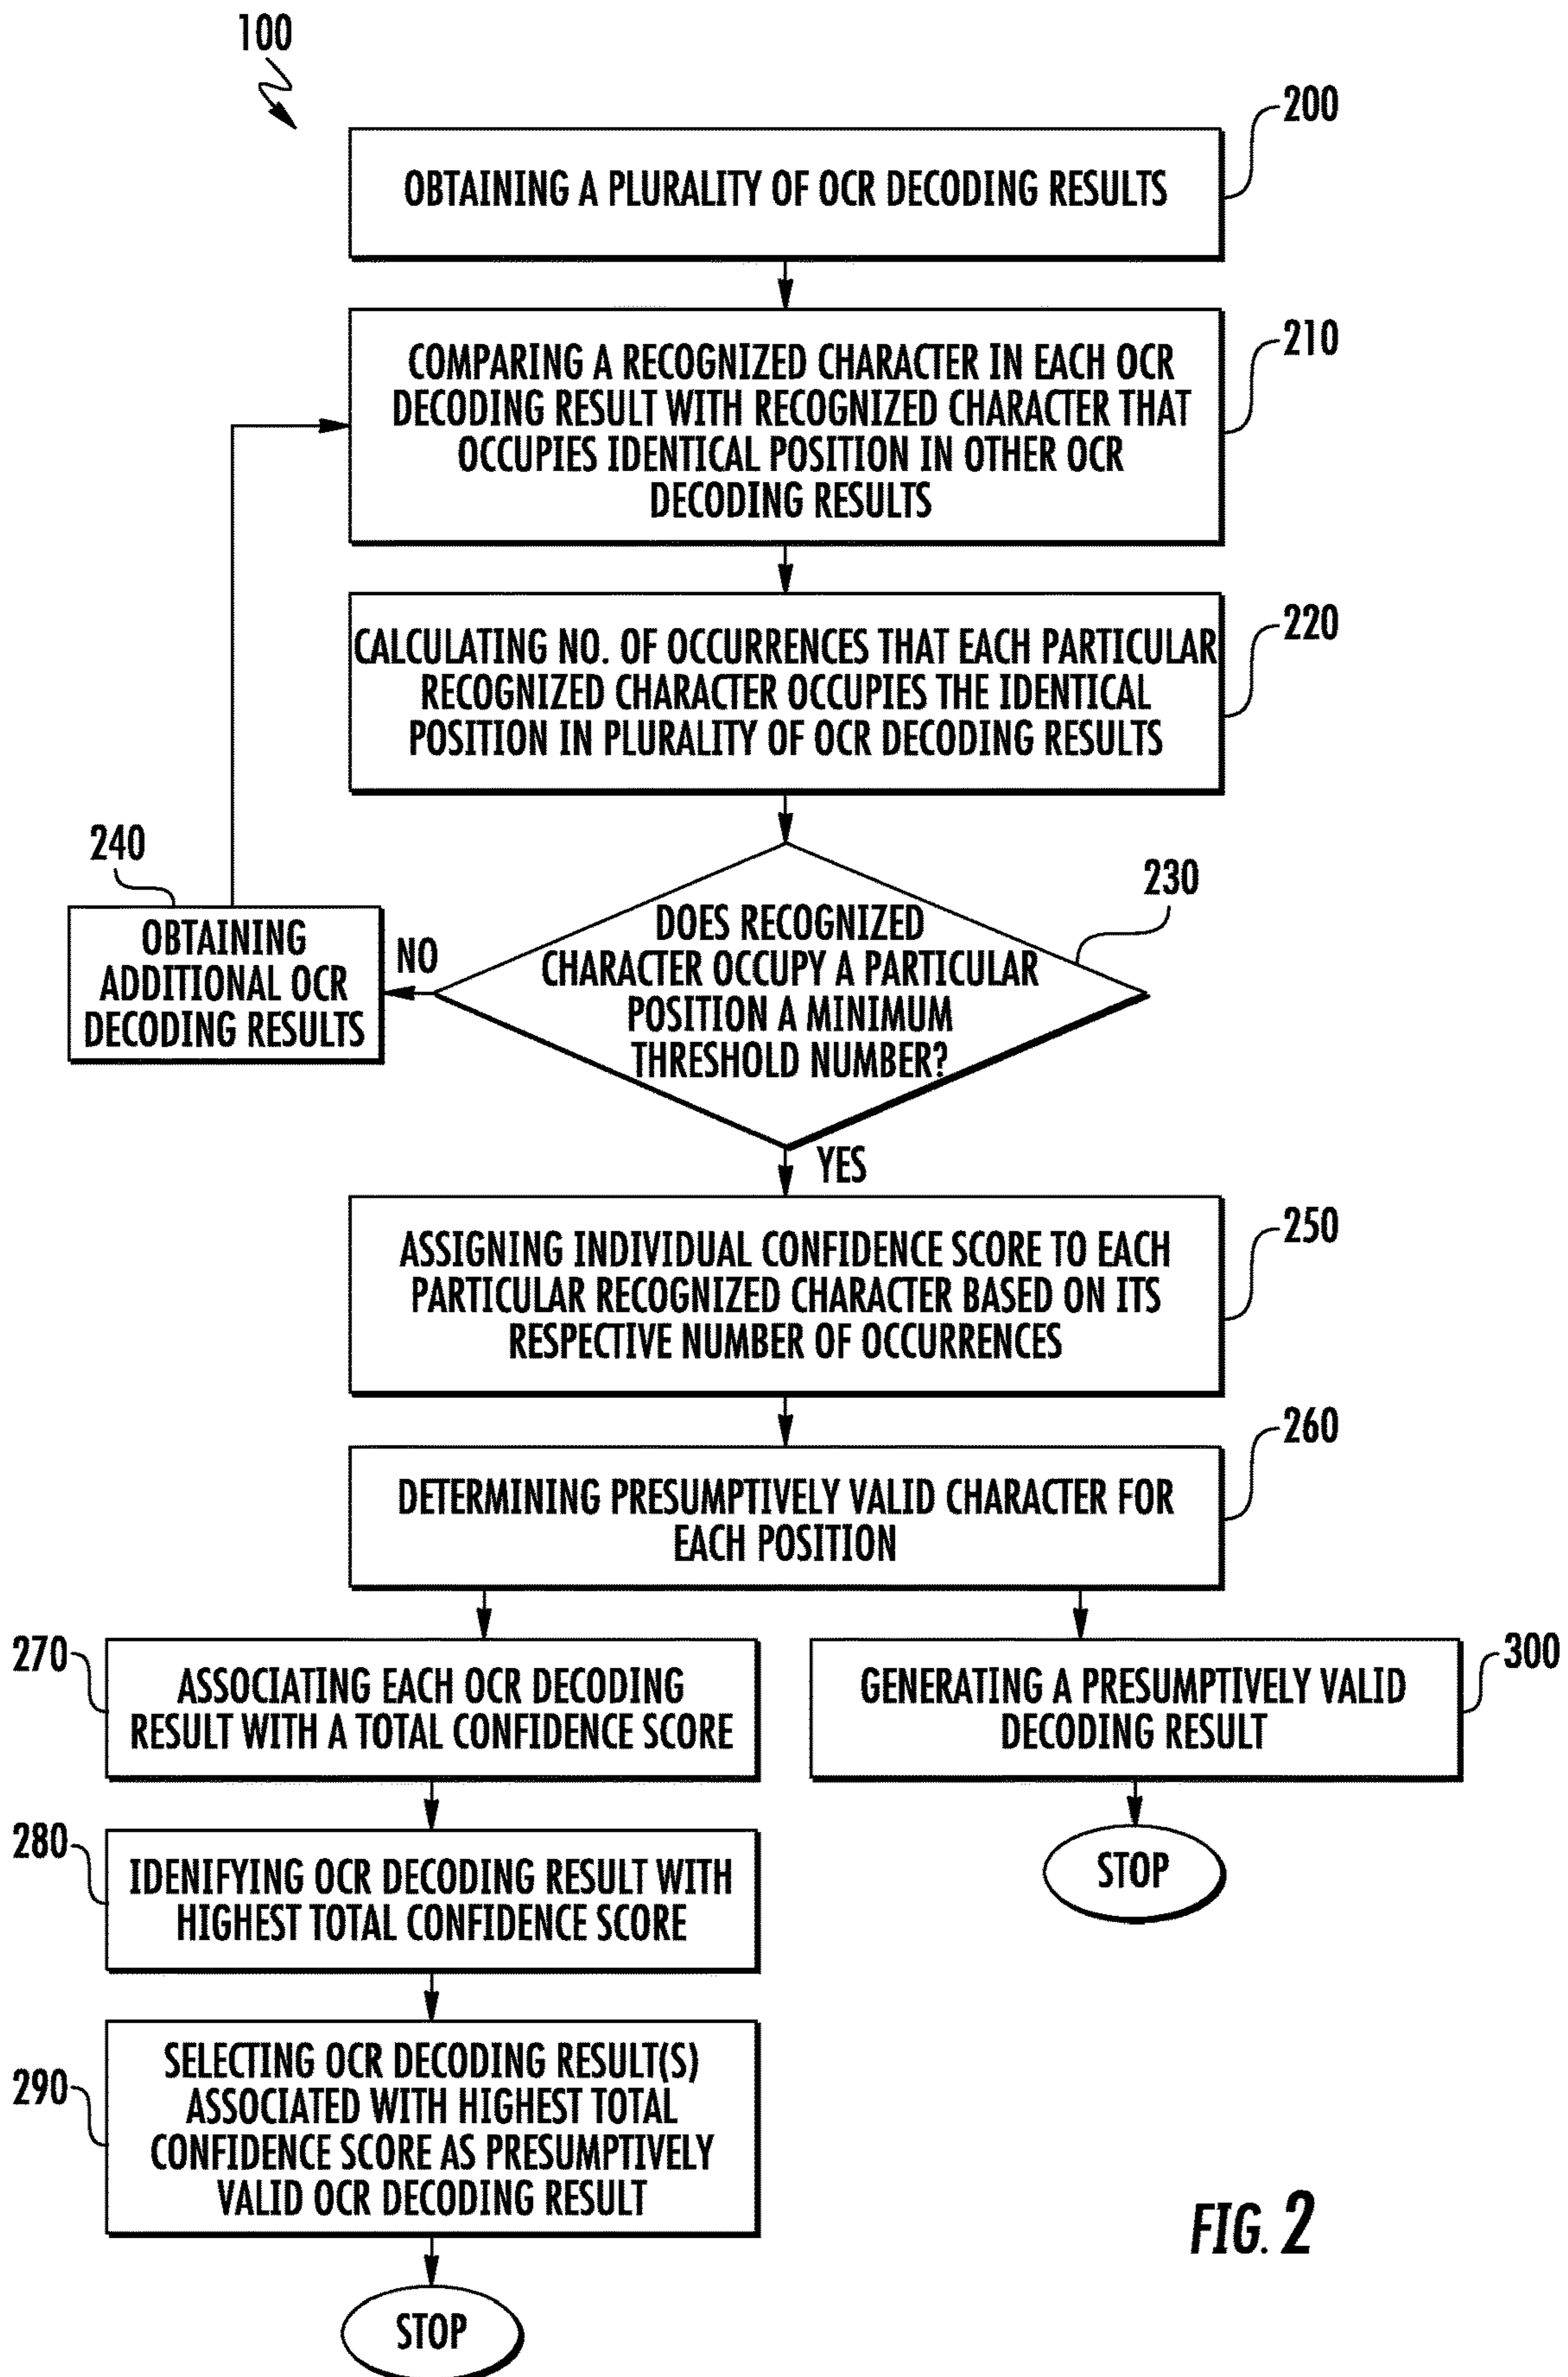 100
200
OBTAINING A PLURALITY OF OCR DECODING RESULTS
210
COMPARING A RECOGNIZED CHARACTER IN EACH OCR
DECODING RESULT WITH RECOGNIZED CHARACTER THAT
OCCUPIES IDENTICAL POSITION IN OTHER OCR
DECODING RESULTS
220
CALCULATING NO. OF OCCURRENCES THAT EACH PARTICULAR
RECOGNIZED CHARACTER OCCUPIES THE IDENTICAL
POSITION IN PLURALITY OF OCR DECODING RESULTS
240
OBTAINING
ADDITIONAL OCR
DECODING RESULTS
NO
230
DOES RECOGNIZED
CHARACTER OCCUPY A PARTICULAR
POSITION A MINIMUM
THRESHOLD NUMBER?
YES
250
ASSIGNING INDIVIDUAL CONFIDENCE SCORE TO EACH
PARTICULAR RECOGNIZED CHARACTER BASED ON ITS
RESPECTIVE NUMBER OF OCCURRENCES
260
DETERMINING PRESUMPTIVELY VALID CHARACTER FOR
EACH POSITION
270
ASSOCIATING EACH OCR DECODING
RESULT WITH A TOTAL CONFIDENCE SCORE
300
GENERATING A PRESUMPTIVELY VALID
DECODING RESULT
STOP
280
IDENIFYING OCR DECODING RESULT WITH
HIGHEST TOTAL CONFIDENCE SCORE
290
SELECTING OCR DECODING RESULT(S)
ASSOCIATED WITH HIGHEST TOTAL
CONFIDENCE SCORE AS PRESUMPTIVELY
VALID OCR DECODING RESULT
STOP
FIG. 2